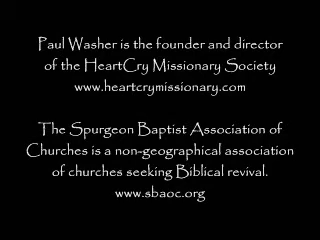 Paul Washer is the founder and director
of the HeartCry Missionary Society
www.heartcrymissionary.com
The Spurgeon Baptist Association of
Churches is a non-geographical association
of churches seeking Biblical revival.
www.sbaoc.org